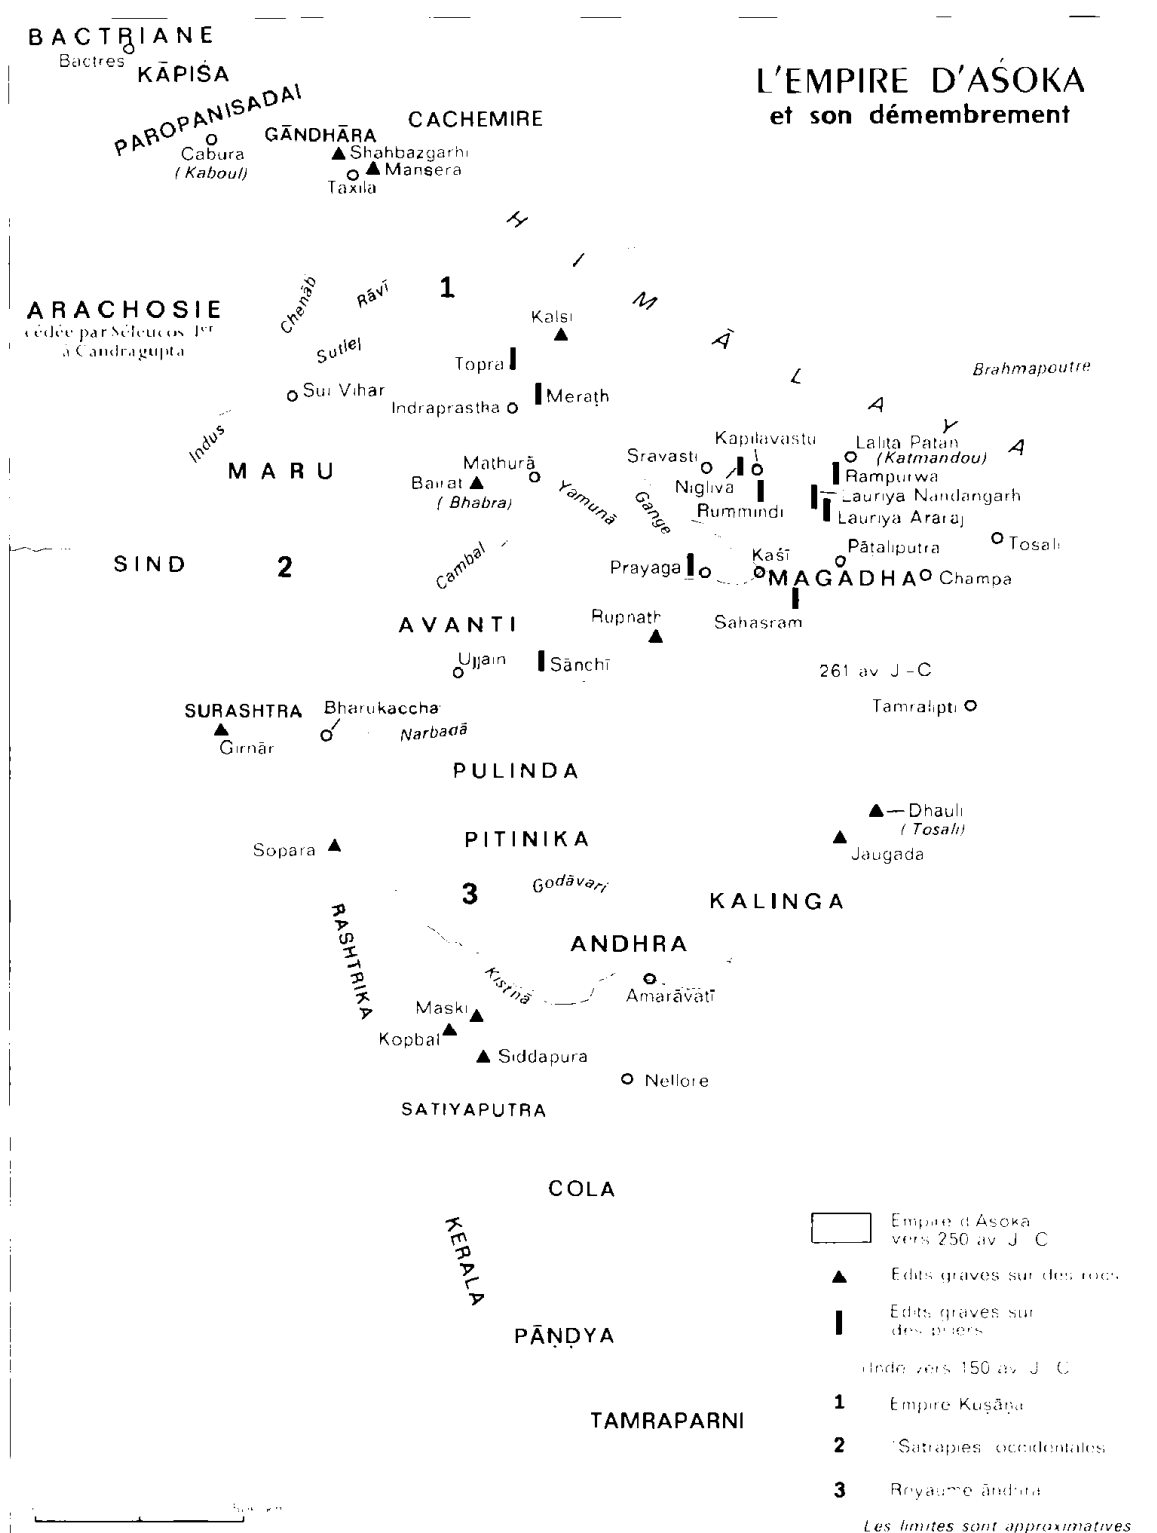 BACTRIANE
Bactres
KĀPIŚA
PAROPANISADAI
Cabura
(Kaboul)
GĀNDHĀRA
CACHEMIRE
Shahbazgarhi
Mansera
Taxila
L'EMPIRE D'AŚOKA
et son démembrement
HIMĀLAYA
ARACHOSIE
cédée par Séleucos Ier
à Candragupta
Chenāb
Rāvī
1
Sutlej
Kalsi
Topra
Meraṭh
Indraprastha
Sui Vihar
Indus
Brahmapoutre
MARU
Mathurā
Bairat
(Bhabra)
Yamunā
Gange
Sravasti
Kapilavastu
Nigliva
Rummindi
Lalita Patan
(Katmandou)
Rampurwa
Lauriya Nandangarh
Lauriya Araraj
Tosali
SIND
2
Cambal
Prayaga
Kaśī
Pātaliputra
MAGADHA
Champa
AVANTI
Rupnath
Sahasram
Ujjain
Sānchī
261 av J-C
Tamralipti
SURASHTRA
Girnār
Bharukaccha
Narbadā
PULINDA
Dhauli
(Tosali)
Jaugada
Sopara
PITINIKA
3
Godāvari
KALINGA
RASHTRIKA
ANDHRA
Kistnā
Amarāvatī
Maski
Kopbal
Siddapura
Nellore
SATIYAPUTRA
COLA
KERALA
PĀṆḌYA
TAMRAPARNI
Empire d'Asoka
vers 250 av J C
Edits graves sur des rocs
Edits graves sur
des piliers
Inde vers 150 av J C
1 Empire Kuṣāṇa
2 Satrapies occidentales
3 Royaume āndhra
Les limites sont approximatives